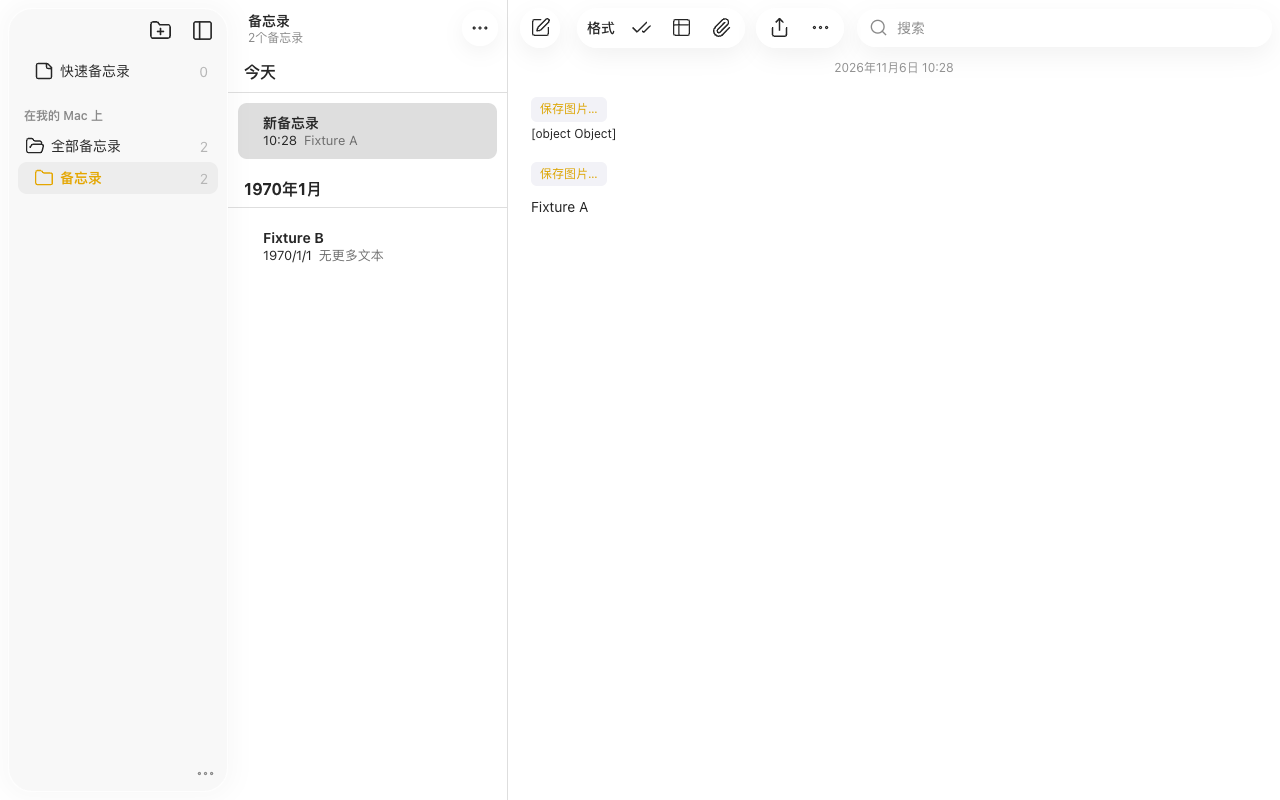 快速备忘录 0
在我的 Mac 上
全部备忘录 2
备忘录 2
备忘录
2个备忘录
今天
新备忘录
10:28 Fixture A
1970年1月
Fixture B
1970/1/1 无更多文本
格式
搜索
2026年11月6日 10:28
保存图片...
[object Object]
保存图片...
Fixture A